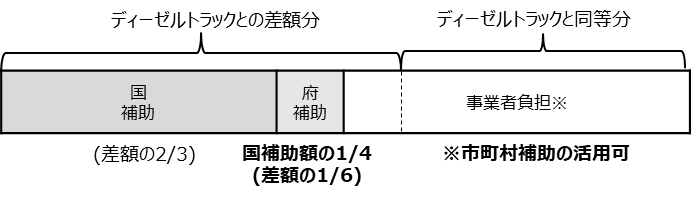 ディーゼルトラックとの差額分
ディーゼルトラックと同等分
国
補助
府
補助
事業者負担※
(差額の2/3)
国補助額の1/4
(差額の1/6)
※市町村補助の活用可